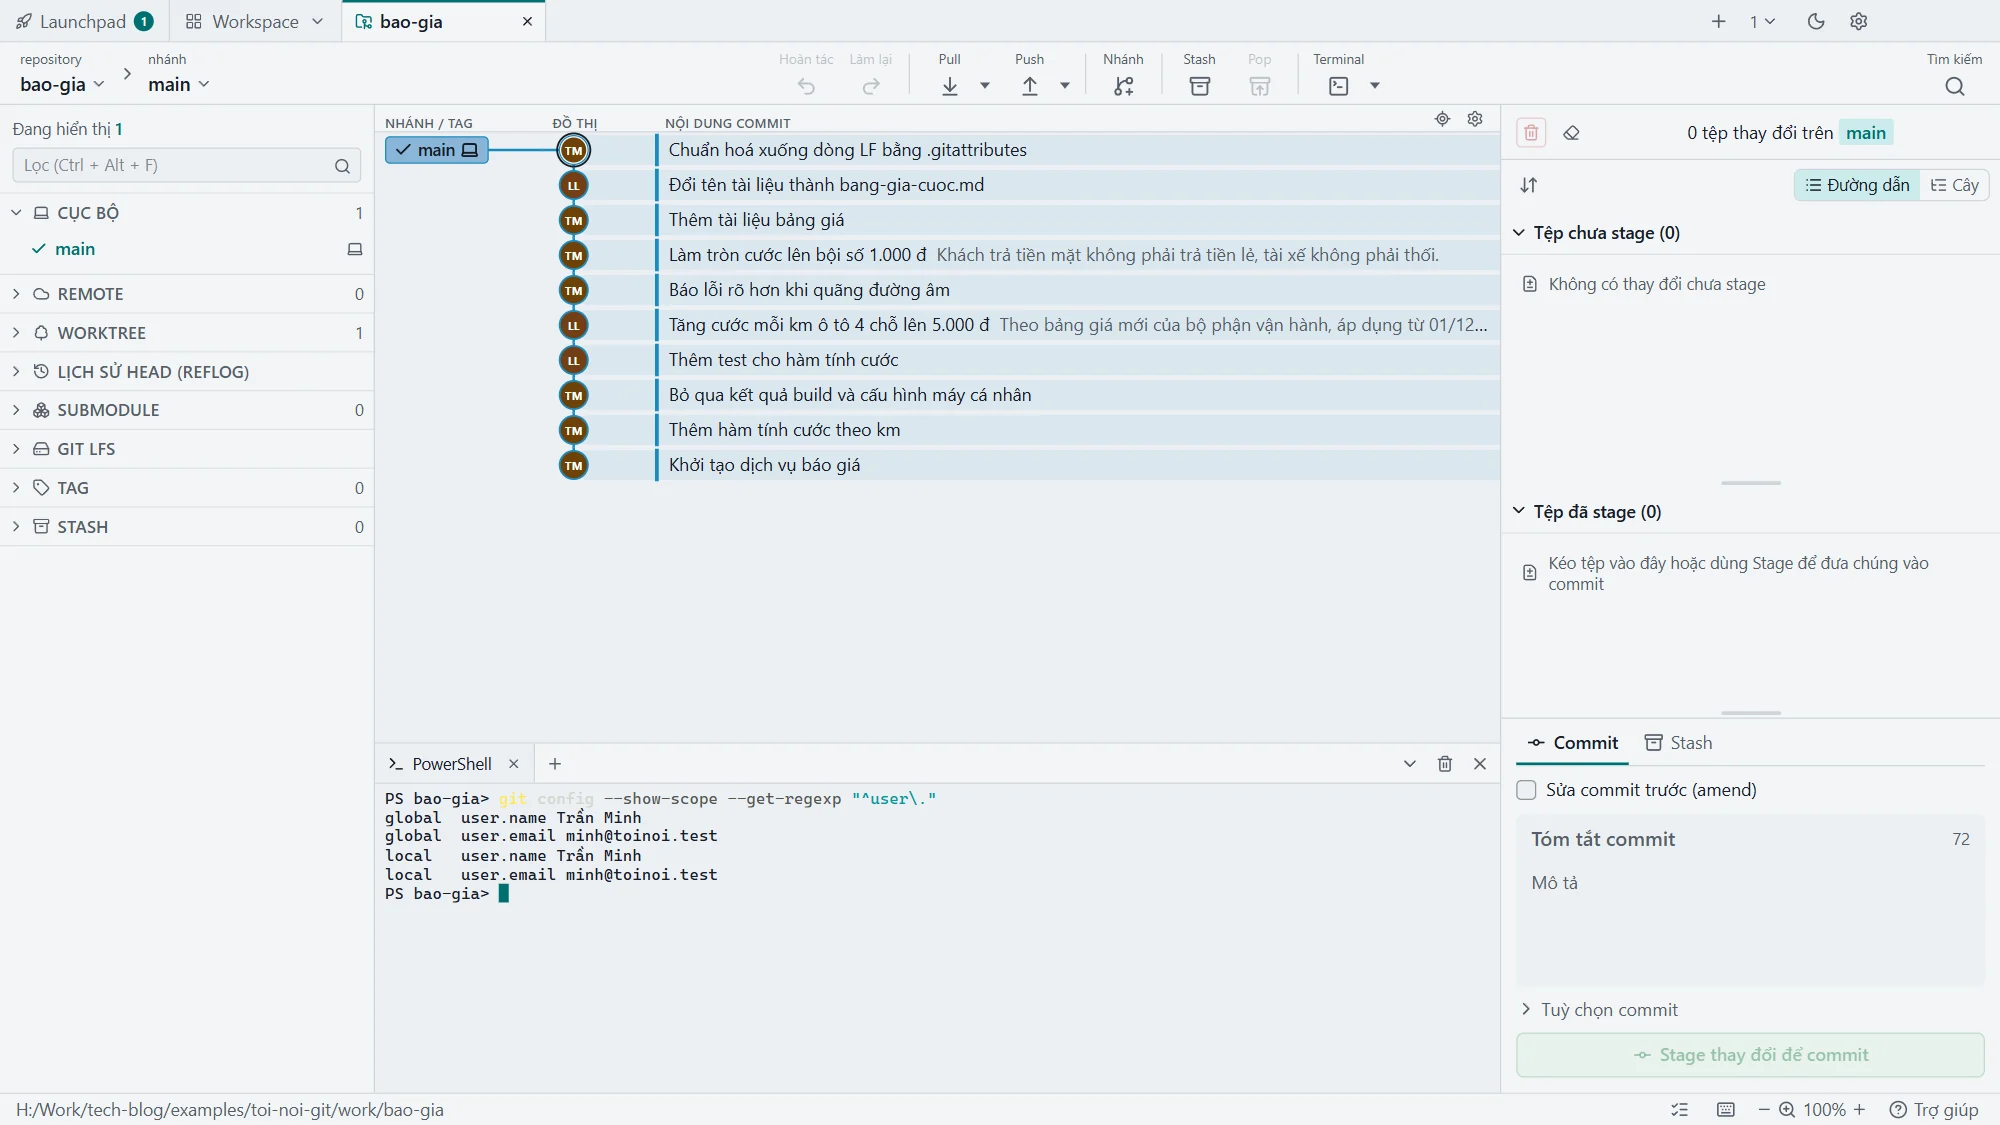 Launchpad 1
Workspace
bao-gia
1
repository
bao-gia
nhánh
main
Hoàn tác
Làm lại
Pull
Push
Nhánh
Stash
Pop
Terminal
Tìm kiếm
Đang hiển thị 1
Lọc (Ctrl + Alt + F)
CỤC BỘ 1
main
REMOTE 0
WORKTREE 1
LỊCH SỬ HEAD (REFLOG)
SUBMODULE 0
GIT LFS
TAG 0
STASH 0
NHÁNH / TAG
ĐỒ THỊ
NỘI DUNG COMMIT
main TM Chuẩn hoá xuống dòng LF bằng .gitattributes
LL Đổi tên tài liệu thành bang-gia-cuoc.md
TM Thêm tài liệu bảng giá
TM Làm tròn cước lên bội số 1.000 đ Khách trả tiền mặt không phải trả tiền lẻ, tài xế không phải thối.
TM Báo lỗi rõ hơn khi quãng đường âm
LL Tăng cước mỗi km ô tô 4 chỗ lên 5.000 đ Theo bảng giá mới của bộ phận vận hành, áp dụng từ 01/12...
LL Thêm test cho hàm tính cước
TM Bỏ qua kết quả build và cấu hình máy cá nhân
TM Thêm hàm tính cước theo km
TM Khởi tạo dịch vụ báo giá
PowerShell
PS bao-gia> git config --show-scope --get-regexp "^user\."
global user.name Trần Minh
global user.email minh@toinoi.test
local user.name Trần Minh
local user.email minh@toinoi.test
PS bao-gia>
0 tệp thay đổi trên main
Đường dẫn
Cây
Tệp chưa stage (0)
Không có thay đổi chưa stage
Tệp đã stage (0)
Kéo tệp vào đây hoặc dùng Stage để đưa chúng vào
commit
Commit
Stash
Sửa commit trước (amend)
Tóm tắt commit 72
Mô tả
Tuỳ chọn commit
Stage thay đổi để commit
H:/Work/tech-blog/examples/toi-noi-git/work/bao-gia
100%
Trợ giúp